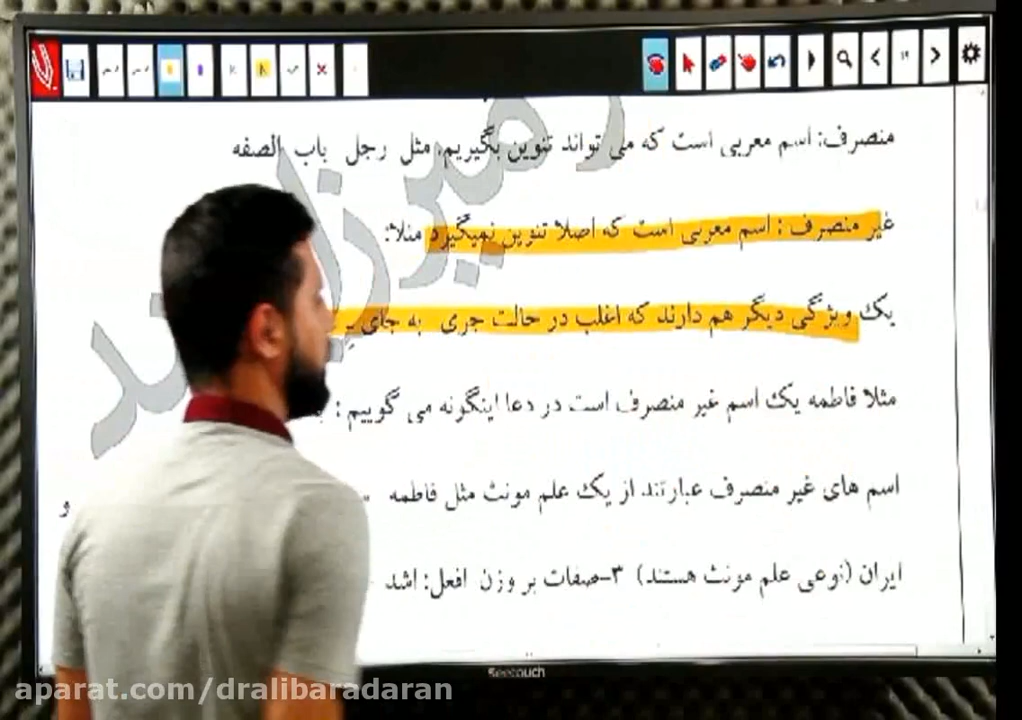 منصرف: اسم معربی است که می تواند تنوین بگیریم. مثل رجل باب الصفه
غیر منصرف : اسم معربی است که اصلا تنوین نمیگیرد مثلا:
یک ویژگی دیگر هم دارند که اغلب در حالت جری به جای
مثلا فاطمه یک اسم غیر منصرف است در دعا اینگونه می گوییم :
اسم های غیر منصرف عبارتند از یک علم مونث مثل فاطمه و
ایران (نوعی علم مونث هستند) ۳-صفات بر وزن افعل: اشد
aparat.com/dralibaradaran